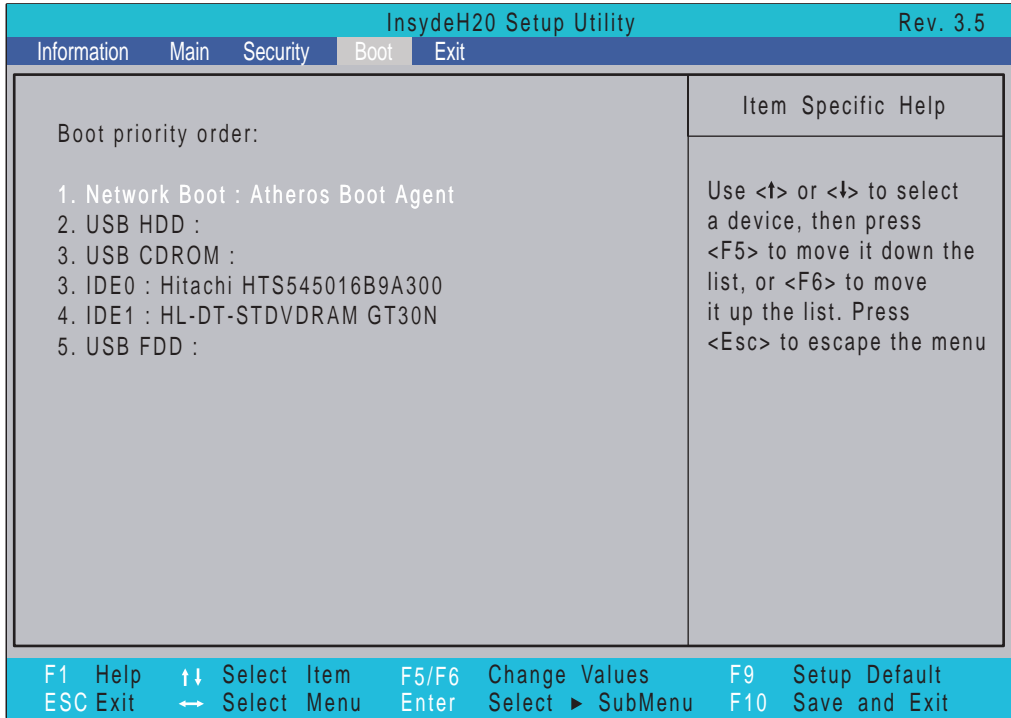 InsydeH20 Setup Utility Rev. 3.5
Information Main Security Boot Exit
Boot priority order:
1. Network Boot : Atheros Boot Agent
2. USB HDD :
3. USB CDROM :
3. IDE0 : Hitachi HTS545016B9A300
4. IDE1 : HL-DT-STDVDRAM GT30N
5. USB FDD :
Item Specific Help
Use <↑> or <↓> to select
a device, then press
<F5> to move it down the
list, or <F6> to move
it up the list. Press
<Esc> to escape the menu
F1 Help ↑↓ Select Item F5/F6 Change Values F9 Setup Default
ESC Exit ↔ Select Menu Enter Select ► SubMenu F10 Save and Exit